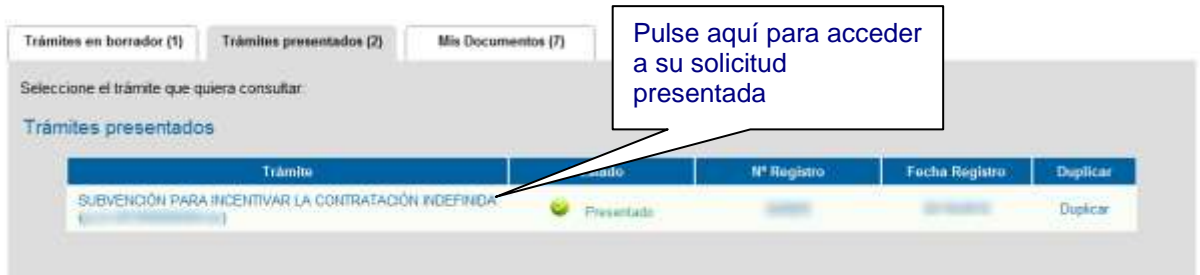 Trámites en borrador (1) Trámites presentados (2) Mis Documentos (7)
Pulse aquí para acceder
a su solicitud
presentada
Seleccione el trámite que quiera consultar
Trámites presentados
Trámite Nº Registro Fecha Registro Duplicar
SUBVENCIÓN PARA INCENTIVAR LA CONTRATACIÓN INDEFINIDA
Presentado Duplicar